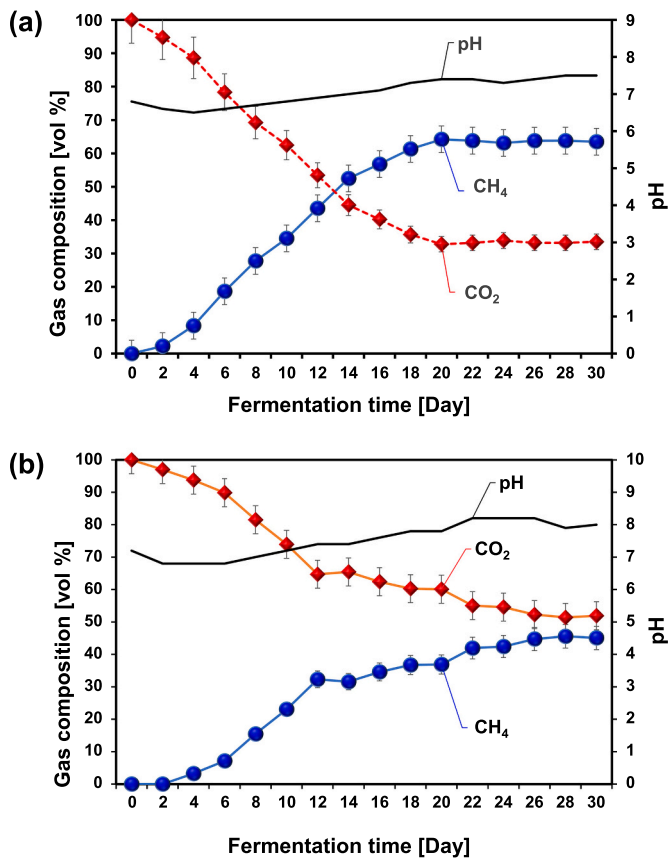 (a)
100
90
80
70
60
50
40
30
20
10
0
Gas composition [vol %]
9
8
7
6
5
4
3
2
1
0
pH
pH
CH₄
CO₂
0 2 4 6 8 10 12 14 16 18 20 22 24 26 28 30
Fermentation time [Day]
(b)
100
90
80
70
60
50
40
30
20
10
0
Gas composition [vol %]
10
9
8
7
6
5
4
3
2
1
0
pH
pH
CO₂
CH₄
0 2 4 6 8 10 12 14 16 18 20 22 24 26 28 30
Fermentation time [Day]